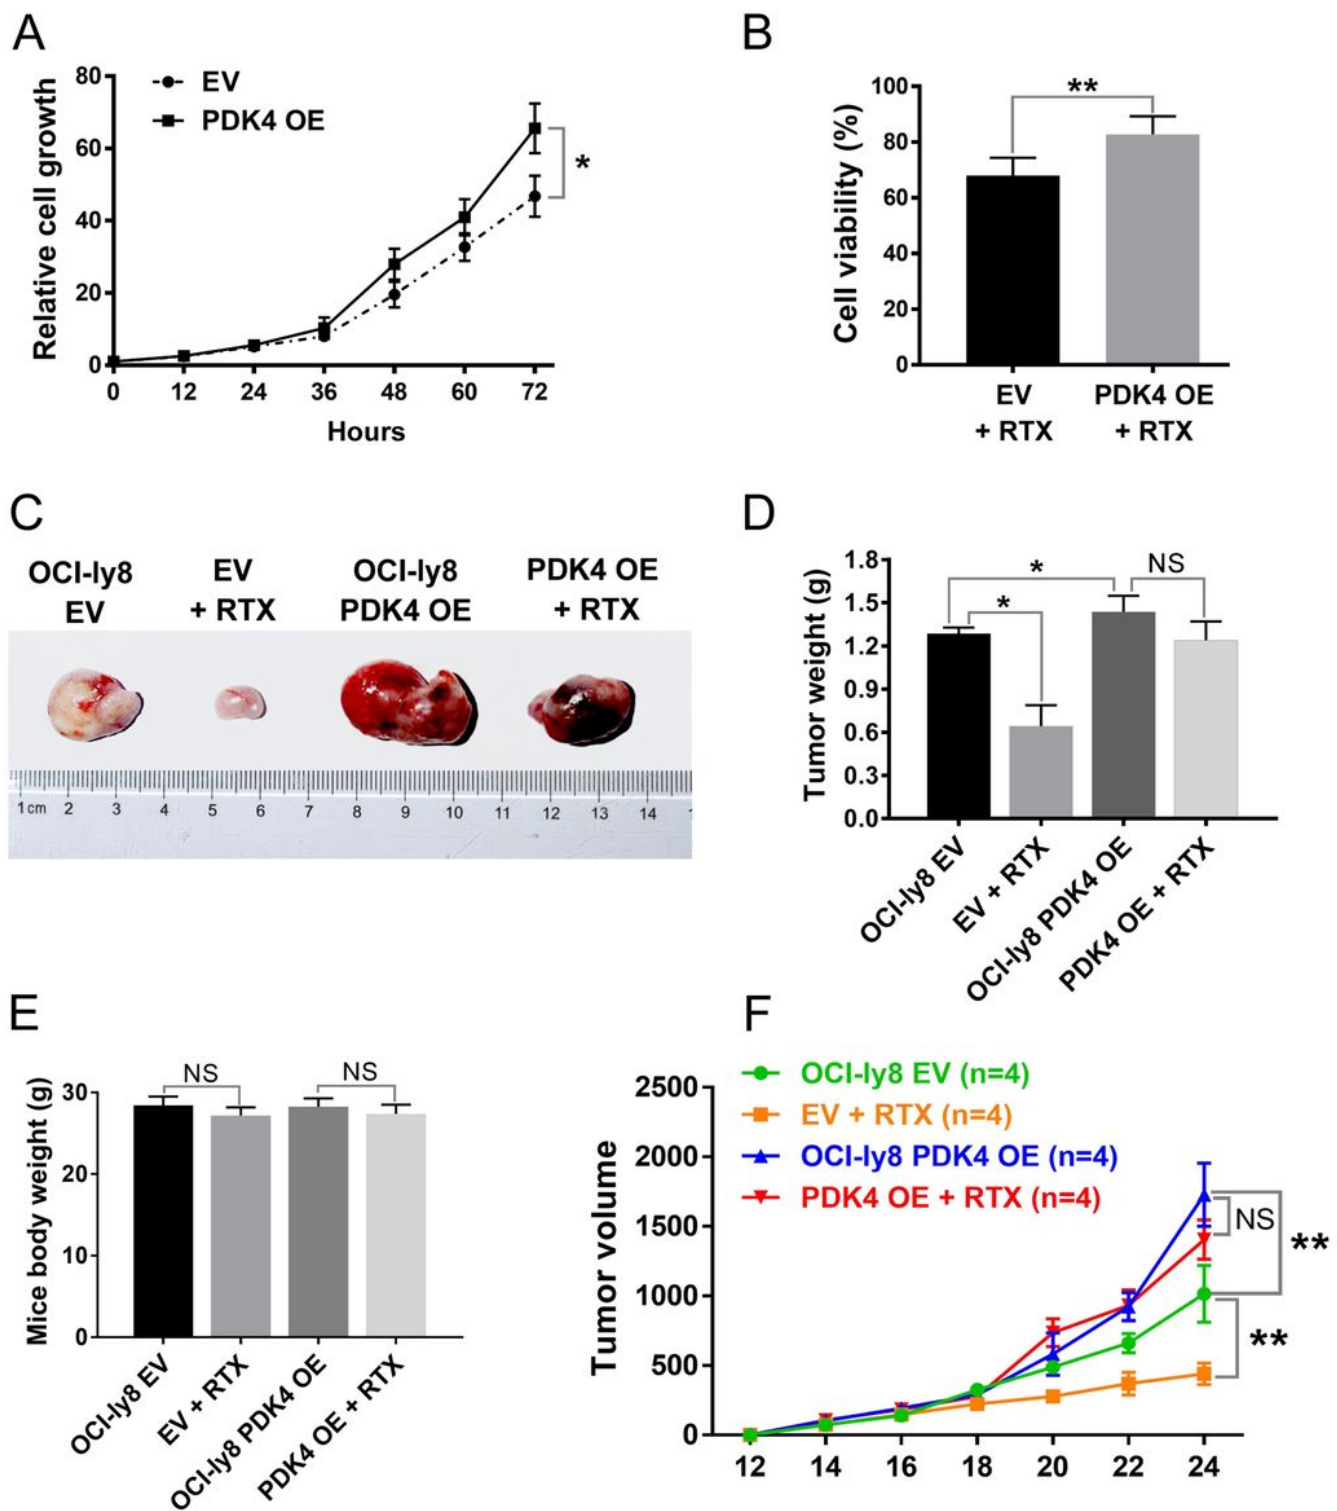 A
80
60
40
20
0
Relative cell growth
EV
PDK4 OE
*
0 12 24 36 48 60 72
Hours
B
100
80
60
40
20
0
Cell viability (%)
**
EV
+ RTX
PDK4 OE
+ RTX
C
OCI-ly8
EV
EV
+ RTX
OCI-ly8
PDK4 OE
PDK4 OE
+ RTX
1 cm 2 3 4 5 6 7 8 9 10 11 12 13 14
D
1.8
1.5
1.2
0.9
0.6
0.3
0.0
Tumor weight (g)
*
*
NS
OCI-ly8 EV
EV + RTX
OCI-ly8 PDK4 OE
PDK4 OE + RTX
E
30
20
10
0
Mice body weight (g)
NS
NS
OCI-ly8 EV
EV + RTX
OCI-ly8 PDK4 OE
PDK4 OE + RTX
F
OCI-ly8 EV (n=4)
EV + RTX (n=4)
OCI-ly8 PDK4 OE (n=4)
PDK4 OE + RTX (n=4)
2500
2000
1500
1000
500
0
Tumor volume
NS
**
**
12 14 16 18 20 22 24